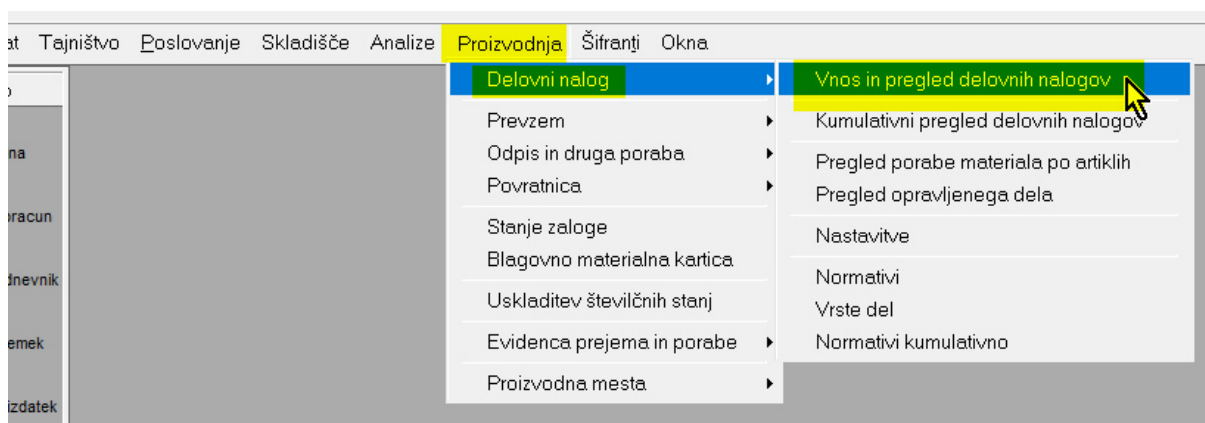 at Tajništvo Poslovanje Skladišče Analize Proizvodnja Šifranti Okna
Delovni nalog
Prevzem
Odpis in druga poraba
Povratnica
Stanje zaloge
Blagovno materialna kartica
Uskladitev številčnih stanj
Evidenca prejema in porabe
Proizvodna mesta
Vnos in pregled delovnih nalogov
Kumulativni pregled delovnih nalogov
Pregled porabe materiala po artiklih
Pregled opravljenega dela
Nastavitve
Normativi
Vrste del
Normativi kumulativno
na
racun
dnevnik
emek
izdatek